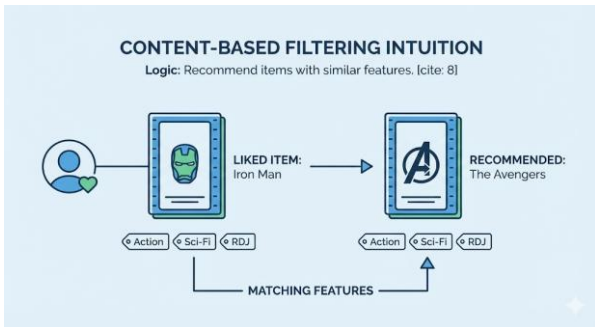 CONTENT-BASED FILTERING INTUITION
Logic: Recommend items with similar features. [cite: 8]
LIKED ITEM:
Iron Man
RECOMMENDED:
The Avengers
Action Sci-Fi RDJ
Action Sci-Fi RDJ
MATCHING FEATURES